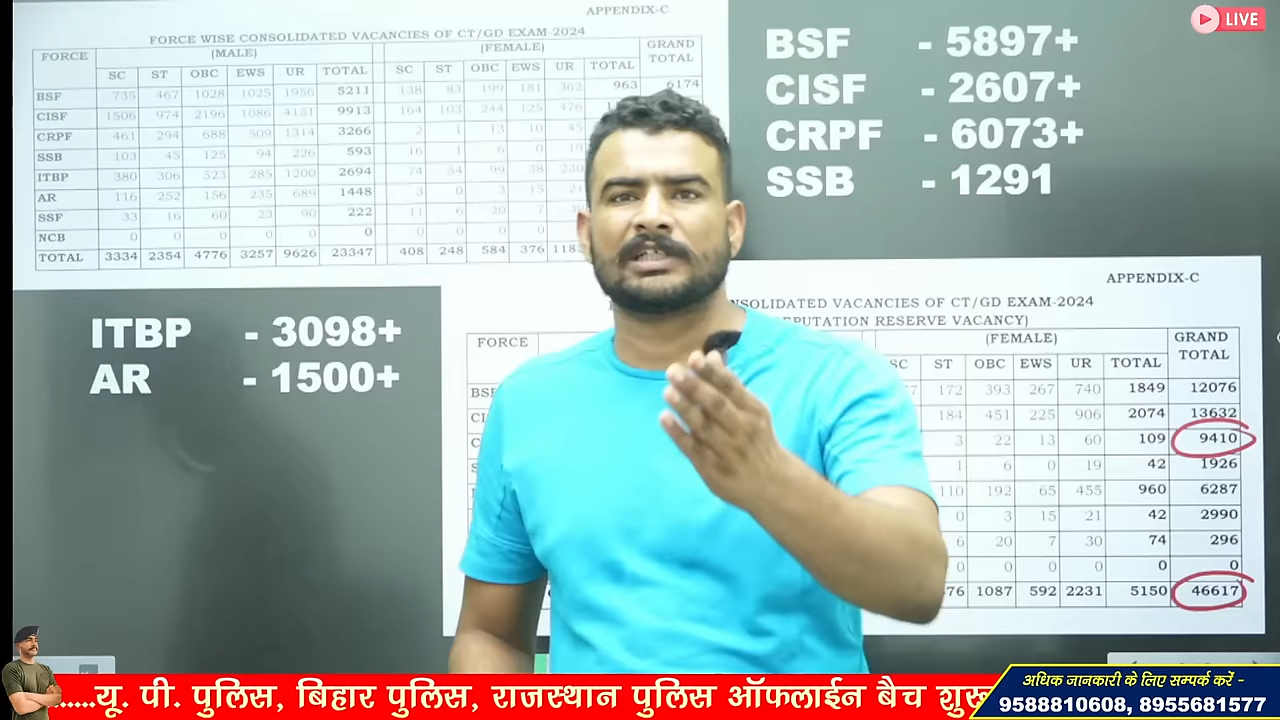 APPENDIX-C
FORCE WISE CONSOLIDATED VACANCIES OF CT/GD EXAM-2024
FORCE (MALE) (FEMALE) GRAND TOTAL
SC ST OBC EWS UR TOTAL SC ST OBC EWS UR TOTAL
BSF 735 467 1028 1025 1956 5211 138 83 199 181 362 963 6174
CISF 1506 974 2196 1086 4151 9913 164 103 244 125 476
CRPF 461 294 688 509 1314 3266 2 1 13 10 45
SSB 103 45 125 94 226 593 16 1 6 0 19
ITBP 380 306 523 285 1200 2694 74 54 99 38 230
AR 116 252 156 235 689 1448 3 0 3 15 21
SSF 33 16 60 23 90 222 11 6 20 7
NCB 0 0 0 0 0 0 0 0 0 0
TOTAL 3334 2354 4776 3257 9626 23347 408 248 584 376
LIVE
BSF - 5897+
CISF - 2607+
CRPF - 6073+
SSB - 1291
ITBP - 3098+
AR - 1500+
APPENDIX-C
VACANCIES OF CT/GD EXAM-2024
RESERVE VACANCY)
FORCE (FEMALE) GRAND TOTAL
SC ST OBC EWS UR TOTAL
172 393 267 740 1849 12076
184 451 225 906 2074 13632
3 22 13 60 109 9410
1 6 0 19 42 1926
110 192 65 455 960 6287
0 3 15 21 42 2990
6 20 7 30 74 296
0 0 0 0 0 0
1087 592 2231 5150 46617
.....यू. पी. पुलिस, बिहार पुलिस, राजस्थान पुलिस ऑफलाईन बैच
अधिक जानकारी के लिए सम्पर्क करें -
9588810608, 8955681577